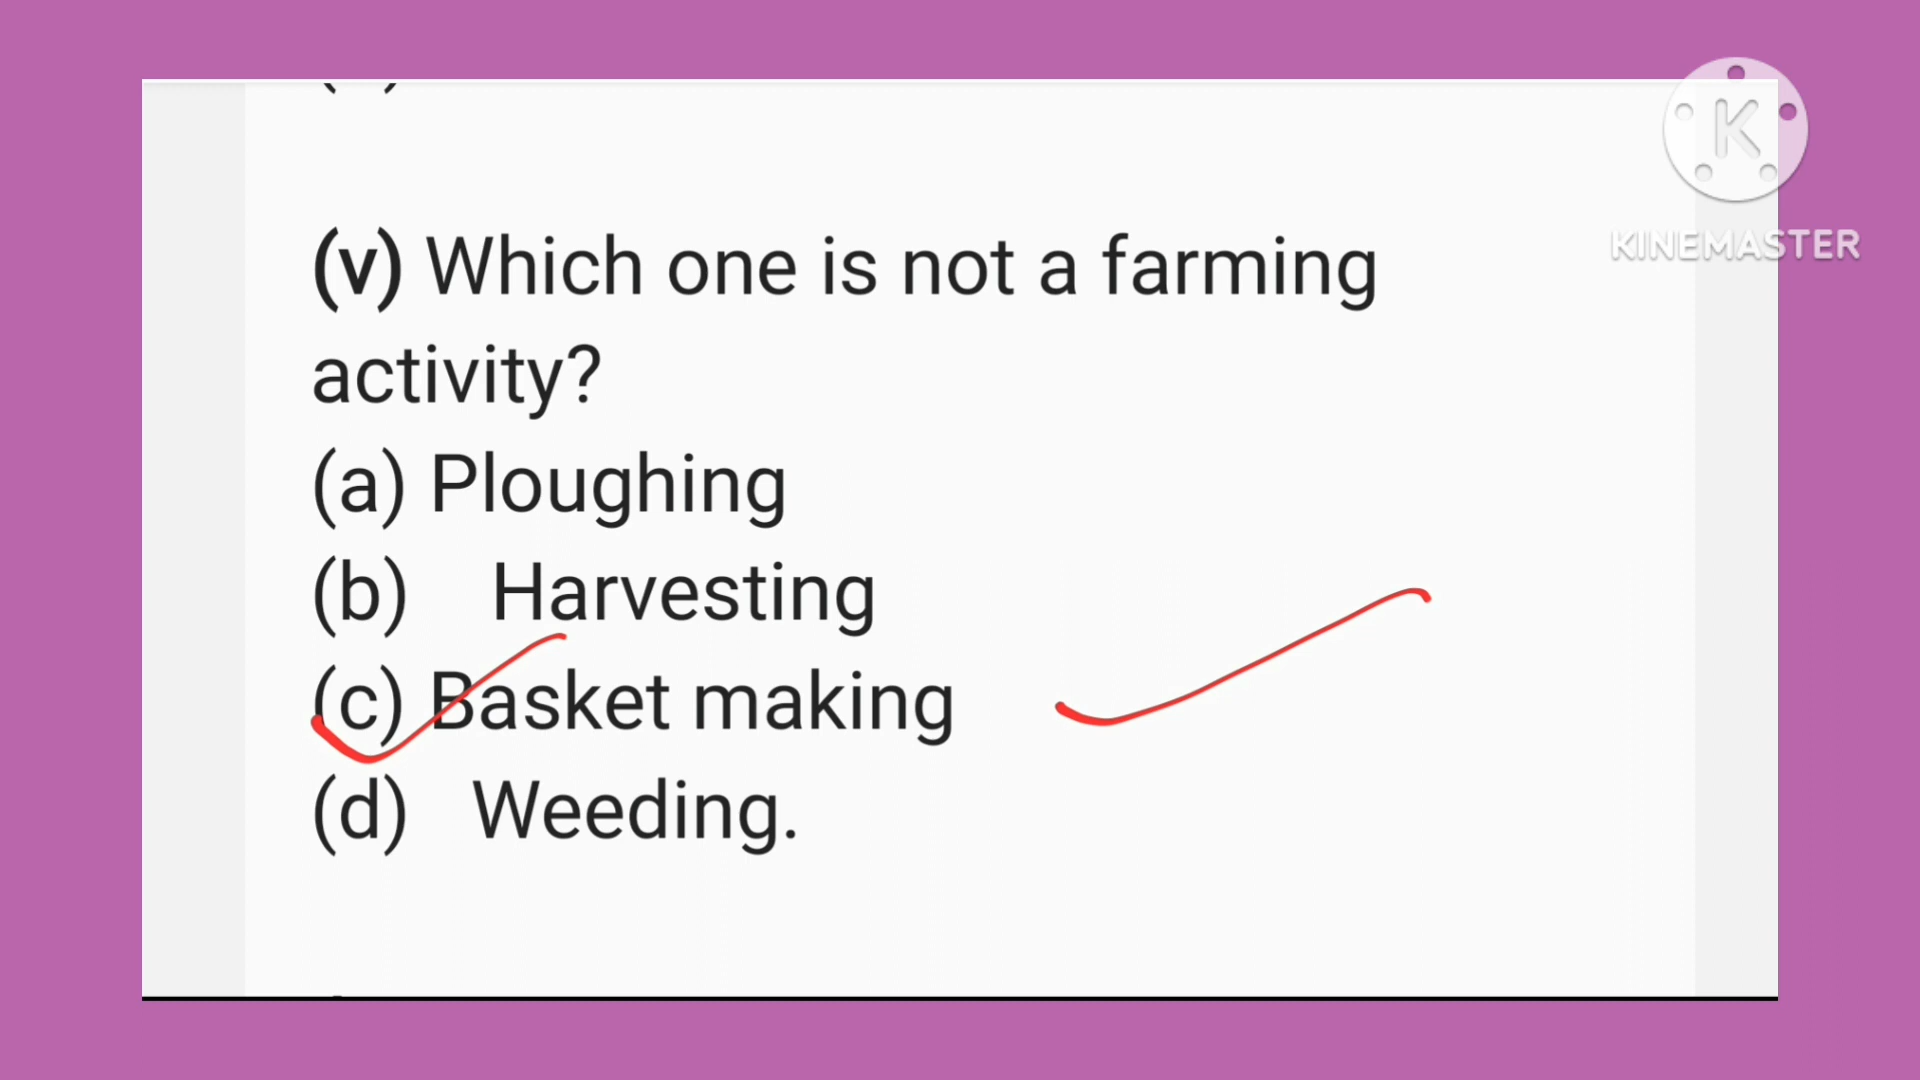 K
KINEMASTER
(v) Which one is not a farming
activity?
(a) Ploughing
(b) Harvesting
(c) Basket making
(d) Weeding.